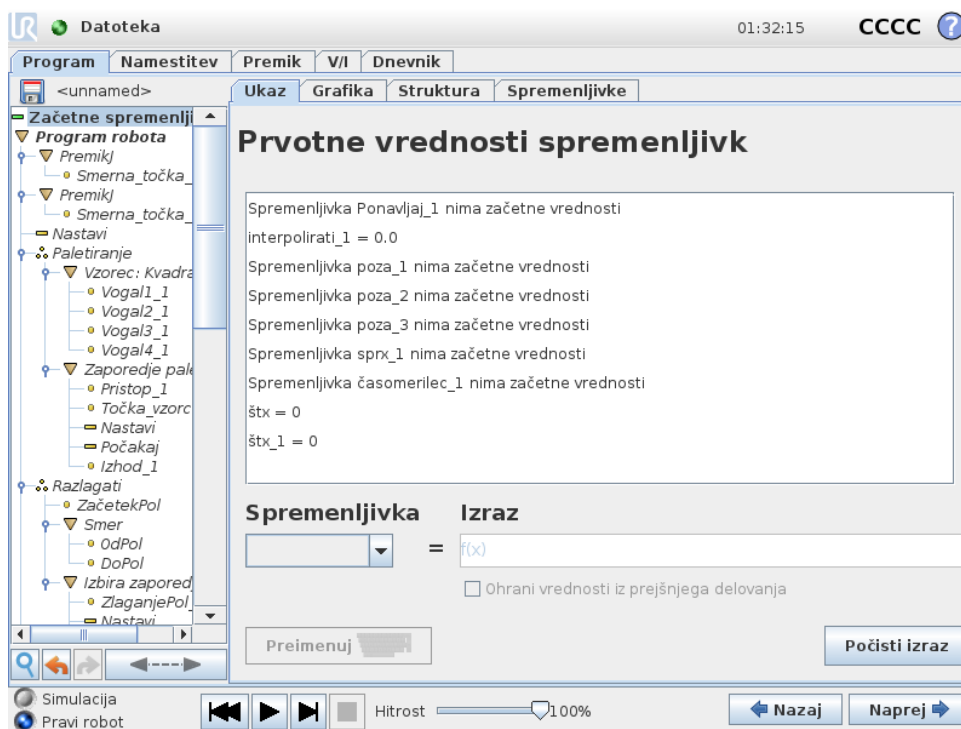 UR Datoteka 01:32:15 CCCC ?
Program Namestitev Premik V/I Dnevnik
<unnamed>
Ukaz Grafika Struktura Spremenljivke
Začetne spremenlji
Program robota
PremikJ
Smerna_točka_
PremikJ
Smerna_točka_
Nastavi
Paletiranje
Vzorec: Kvadra
Vogal1_1
Vogal2_1
Vogal3_1
Vogal4_1
Zaporedje pale
Pristop_1
Točka_vzorc
Nastavi
Počakaj
Izhod_1
Razlagati
ZačetekPol
Smer
OdPol
DoPol
Izbira zapored
ZlaganjePol_
Nastavi
Prvotne vrednosti spremenljivk
Spremenljivka Ponavljaj_1 nima začetne vrednosti
interpolirati_1 = 0.0
Spremenljivka poza_1 nima začetne vrednosti
Spremenljivka poza_2 nima začetne vrednosti
Spremenljivka poza_3 nima začetne vrednosti
Spremenljivka sprx_1 nima začetne vrednosti
Spremenljivka časomerilec_1 nima začetne vrednosti
štx = 0
štx_1 = 0
Spremenljivka Izraz
= f(x)
Ohrani vrednosti iz prejšnjega delovanja
Preimenuj
Počisti izraz
Simulacija
Pravi robot
Hitrost 100%
Nazaj Naprej